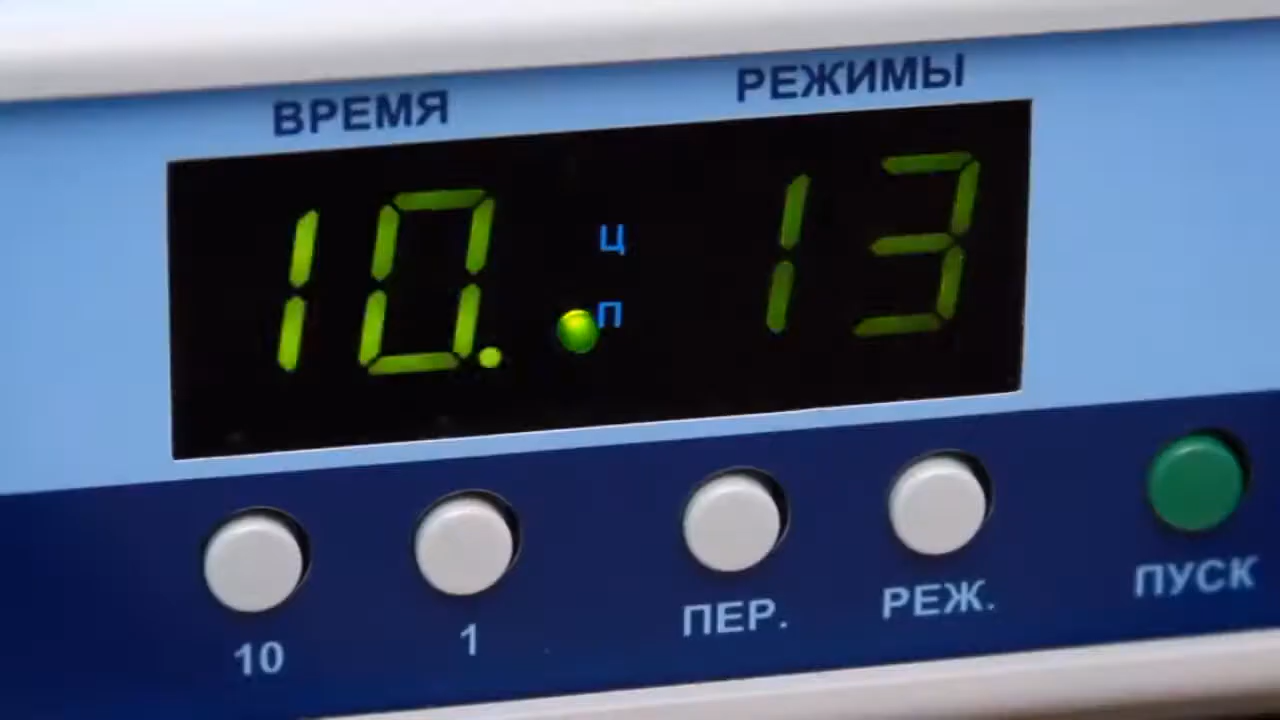 ВРЕМЯ РЕЖИМЫ
10. 13
Ц
П
10 1 ПЕР. РЕЖ. ПУСК